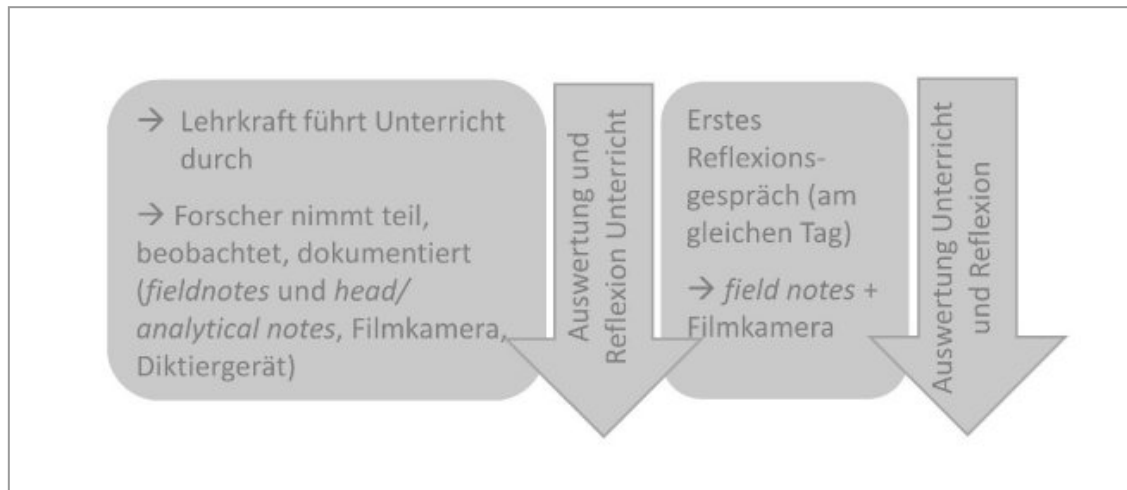 → Lehrkraft führt Unterricht
durch
→ Forscher nimmt teil,
beobachtet, dokumentiert
(fieldnotes und head/
analytical notes, Filmkamera,
Diktiergerät)
Auswertung und
Reflexion Unterricht
Erstes
Reflexions-
gespräch (am
gleichen Tag)
→ field notes +
Filmkamera
Auswertung Unterricht
und Reflexion